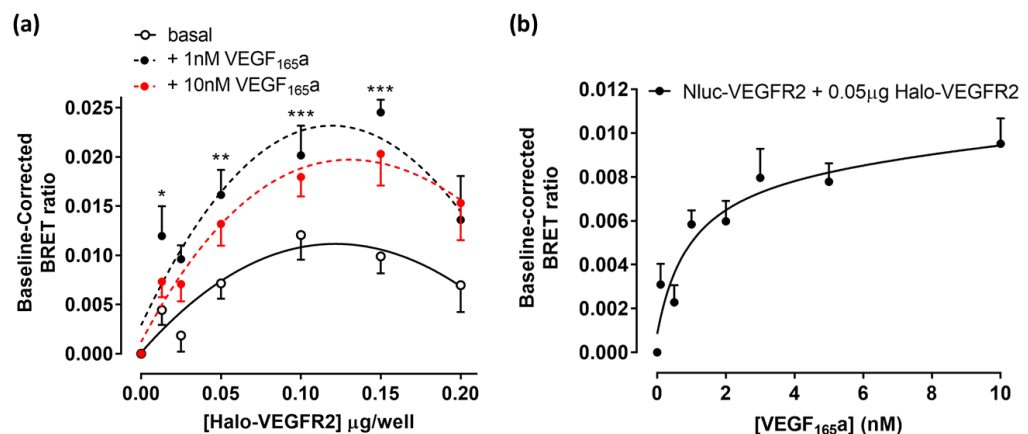 (a)
basal
+ 1nM VEGF₁₆₅a
+ 10nM VEGF₁₆₅a
Baseline-Corrected
BRET ratio
0.025
0.020
0.015
0.010
0.005
0.000
*
**
***
***
0.00 0.05 0.10 0.15 0.20
[Halo-VEGFR2] μg/well
(b)
Nluc-VEGFR2 + 0.05μg Halo-VEGFR2
Baseline-corrected
BRET ratio
0.012
0.010
0.008
0.006
0.004
0.002
0.000
0 2 4 6 8 10
[VEGF₁₆₅a] (nM)